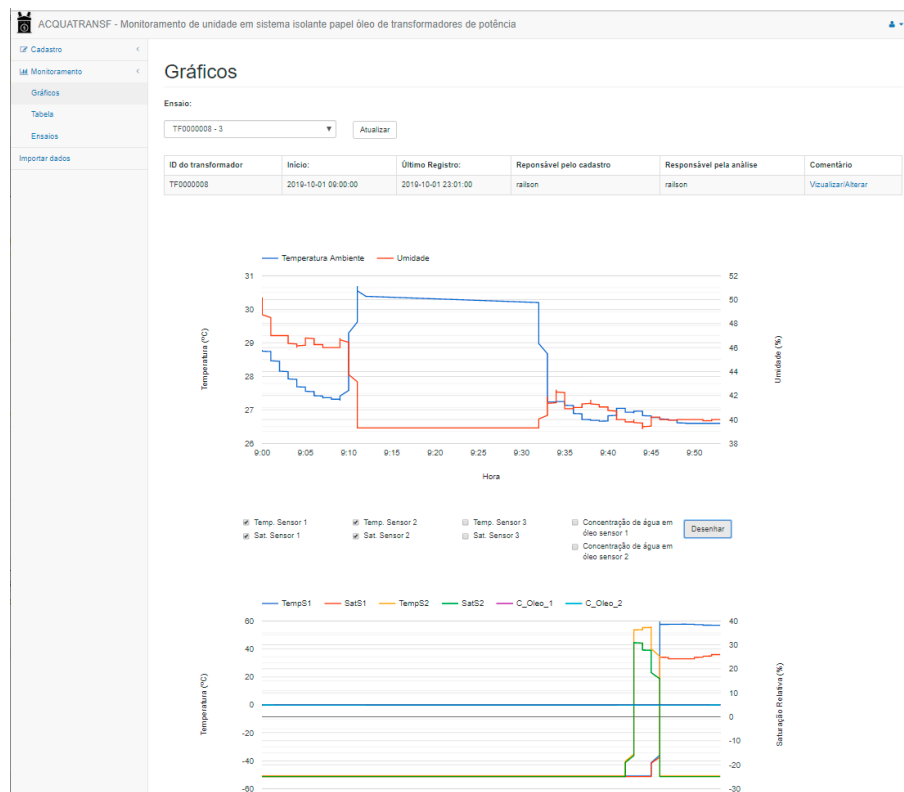 ACQUATRANSF - Monitoramento de unidade em sistema isolante papel óleo de transformadores de potência
Cadastro
Monitoramento
Gráficos
Tabela
Ensaios
Importar dados
Gráficos
Ensaio:
TF0000008 - 3
Atualizar
ID do transformador Início: Último Registro: Reponsável pelo cadastro Responsável pela análise Comentário
TF0000008 2019-10-01 09:00:00 2019-10-01 23:01:00 railson railson Vizualizar/Alterar
Temperatura Ambiente Umidade
31 52
30 50
48
29 46
28 44
42
27 40
26 38
Temperatura (ºC)
Umidade (%)
9:00 9:05 9:10 9:15 9:20 9:25 9:30 9:35 9:40 9:45 9:50
Hora
Temp. Sensor 1 Temp. Sensor 2 Temp. Sensor 3 Concentração de água em óleo sensor 1
Desenhar
Sat. Sensor 1 Sat. Sensor 2 Sat. Sensor 3 Concentração de água em óleo sensor 2
TempS1 SatS1 TempS2 SatS2 C_Oleo_1 C_Oleo_2
60 40
40 30
20 20
10
0 0
-20 -10
-40 -20
-60 -30
Temperatura (ºC)
Saturação Relativa (%)